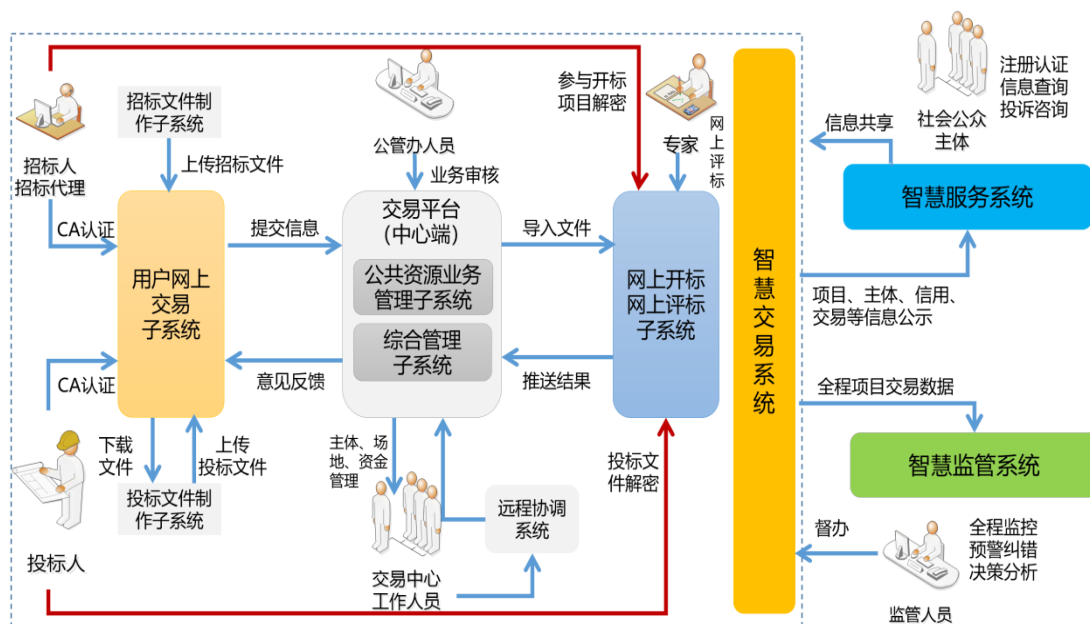 招标人
招标代理
招标文件制
作子系统
上传招标文件
CA认证
用户网上
交易
子系统
CA认证
投标人
下载
文件
上传
投标文件
投标文件制
作子系统
提交信息
意见反馈
公管办人员
业务审核
交易平台
（中心端）
公共资源业务
管理子系统
综合管理
子系统
主体、场
地、资金
管理
交易中心
工作人员
远程协调
系统
导入文件
推送结果
参与开标
项目解密
专家
网上评标
网上开标
网上评标
子系统
投标文
件解密
智慧交易系统
信息共享
社会公众
主体
注册认证
信息查询
投诉咨询
智慧服务系统
项目、主体、信用、
交易等信息公示
全程项目交易数据
智慧监管系统
督办
全程监控
预警纠错
决策分析
监管人员